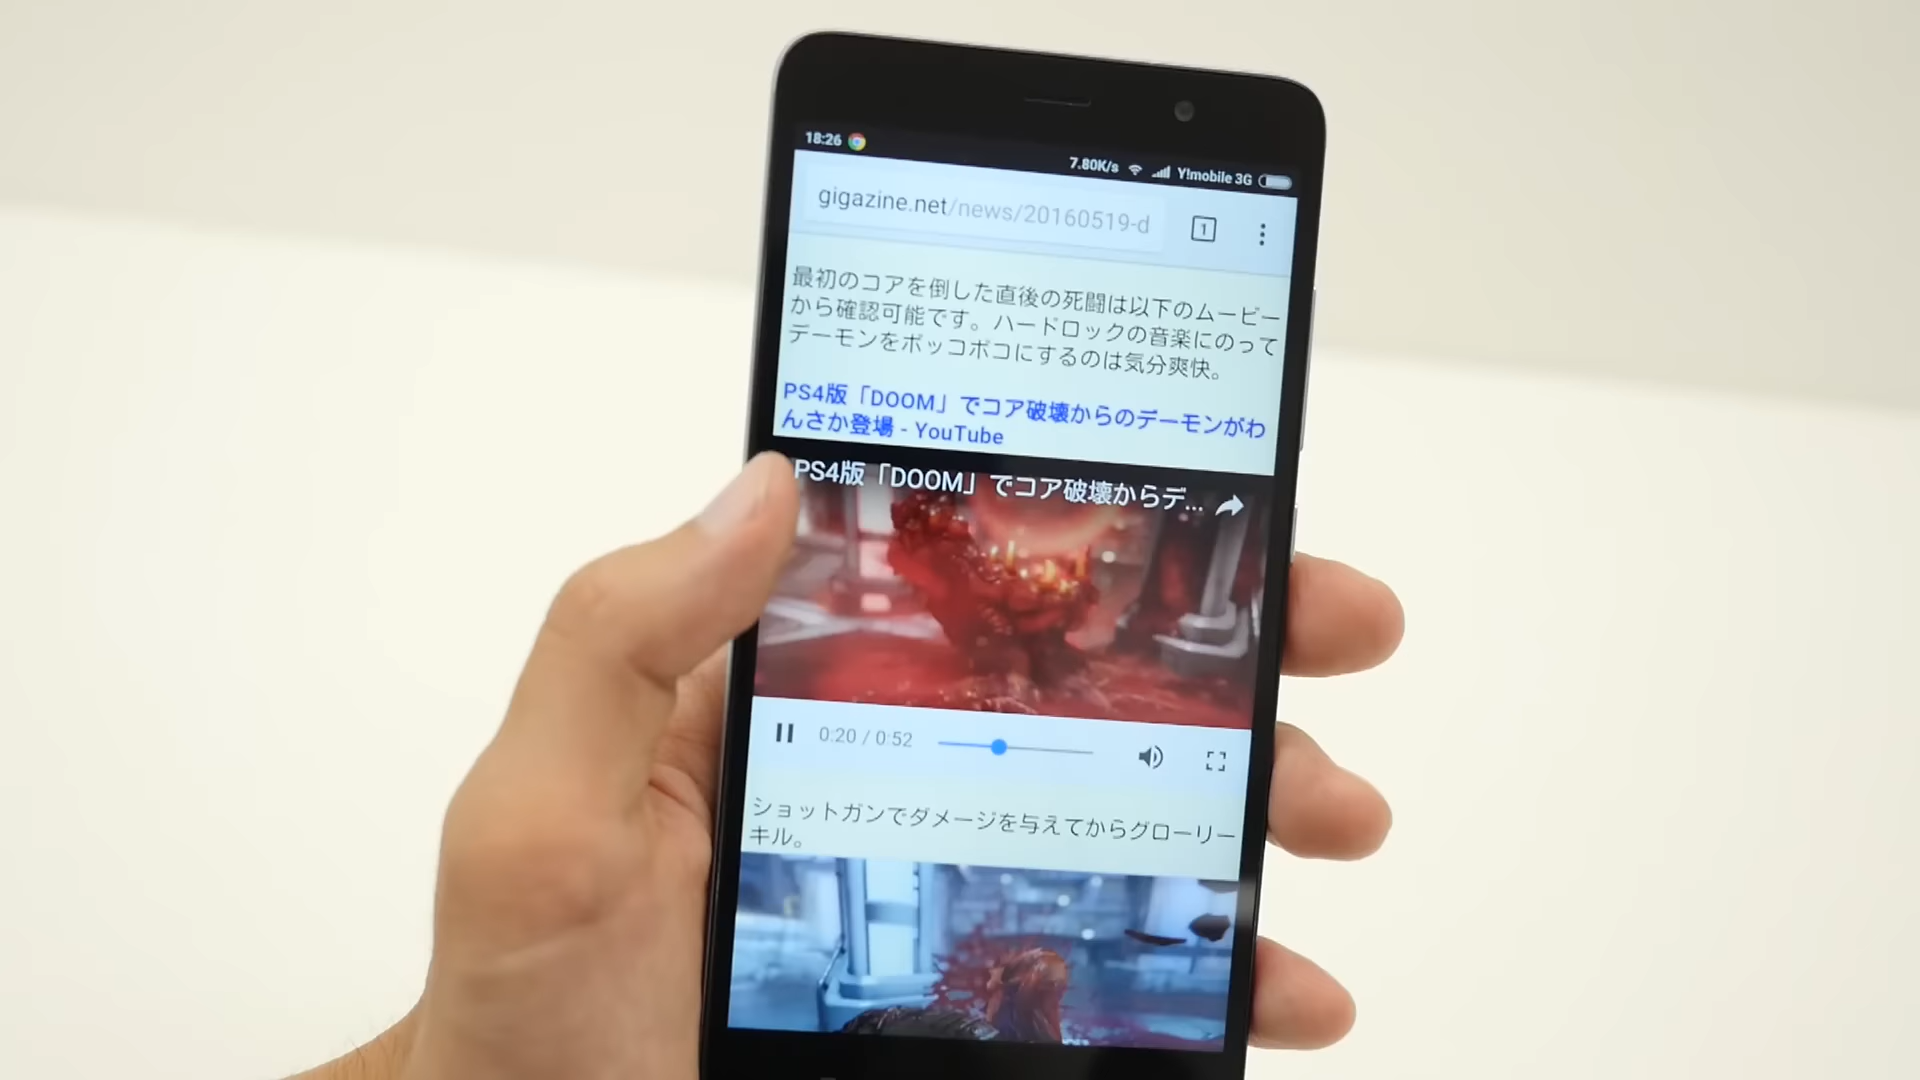 18:26
7.80K/s Y!mobile 3G
gigazine.net/news/20160519-d
1
最初のコアを倒した直後の死闘は以下のムービー
から確認可能です。ハードロックの音楽にのって
デーモンをボッコボコにするのは気分爽快。
PS4版「DOOM」でコア破壊からのデーモンがわ
んさか登場 - YouTube
PS4版「DOOM」でコア破壊からデ...
0:20 / 0:52
ショットガンでダメージを与えてからグローリー
キル。